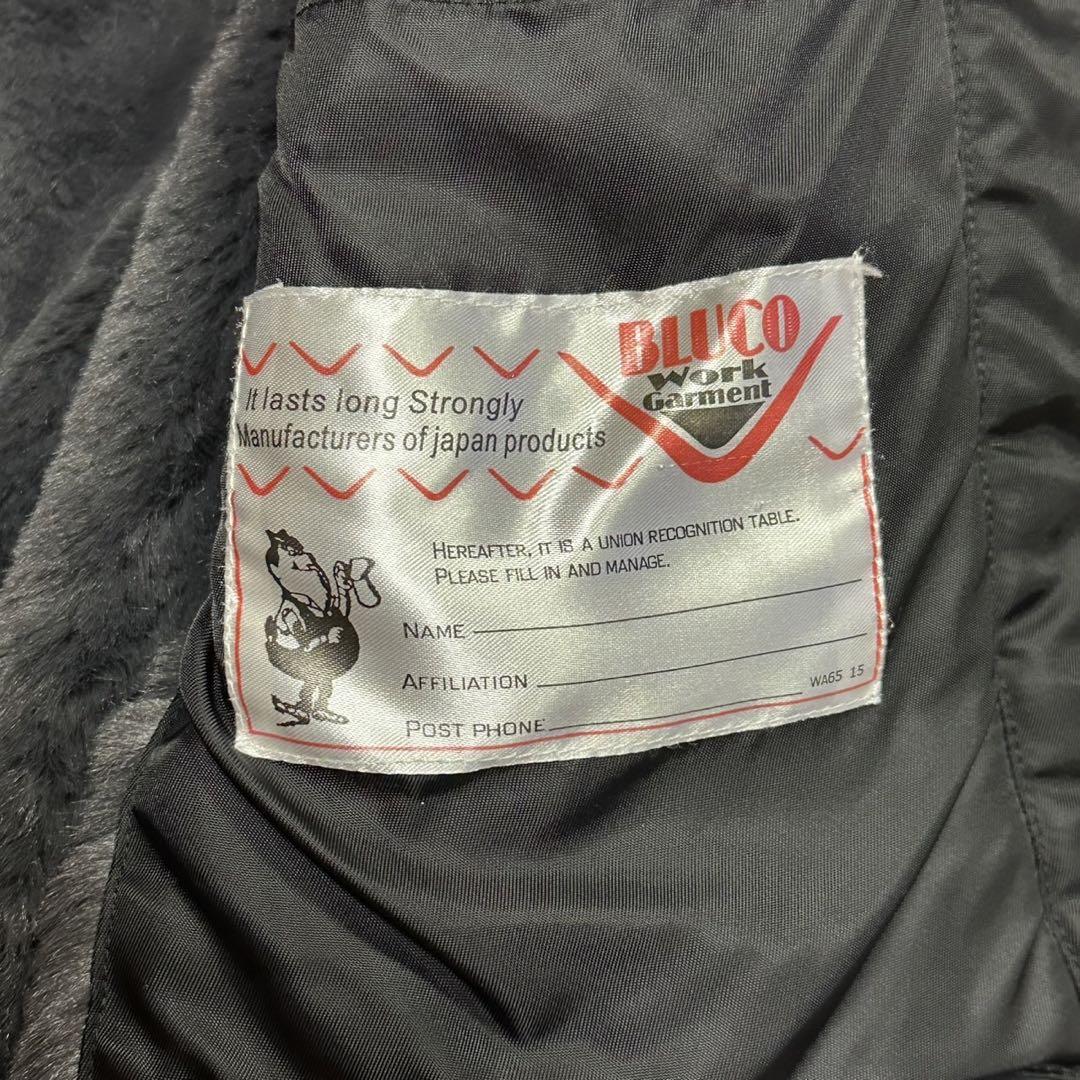 BLUCO
Work
Garment
It lasts long Strongly
Manufacturers of japan products
HEREAFTER, IT IS A UNION RECOGNITION TABLE.
PLEASE FILL IN AND MANAGE.
NAME
AFFILIATION
POST PHONE
WA65 15